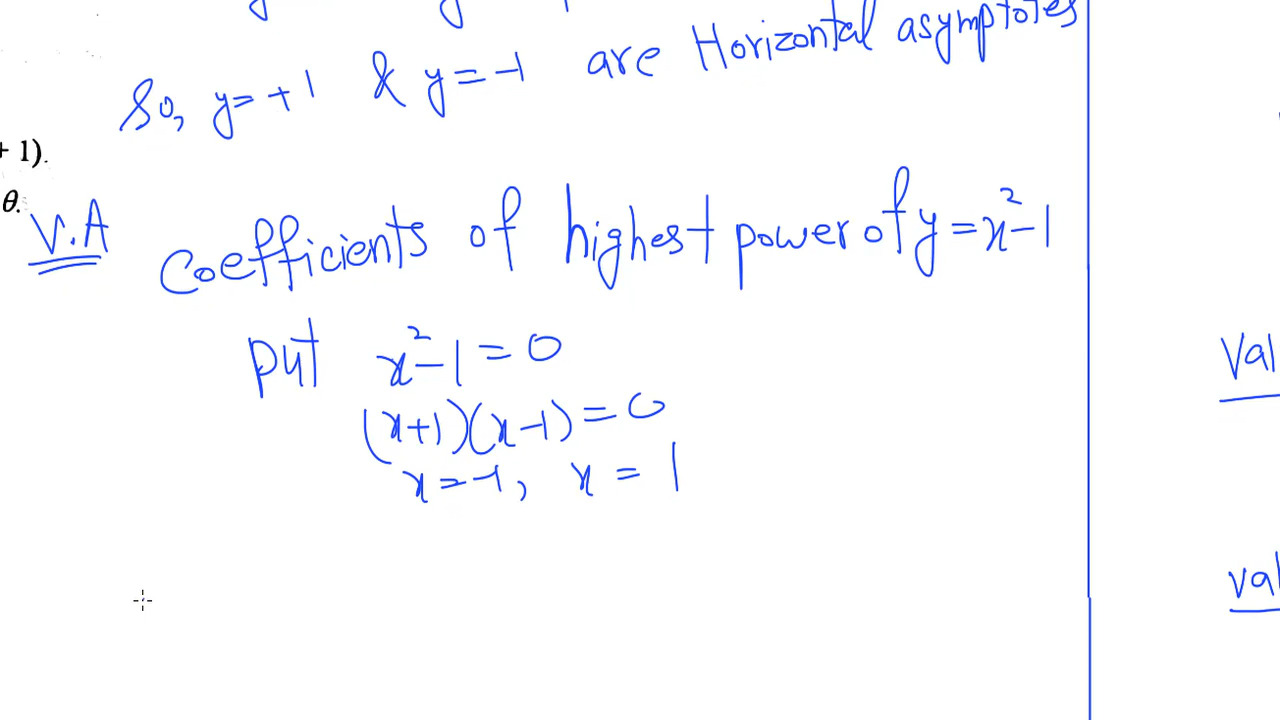 So, y=+1 & y=-1 are Horizontal asymptotes
+ 1).
θ.
V.A Coefficients of highest power of y = x²-1
put x²-1=0
(x+1)(x-1)=0
x=-1, x=1